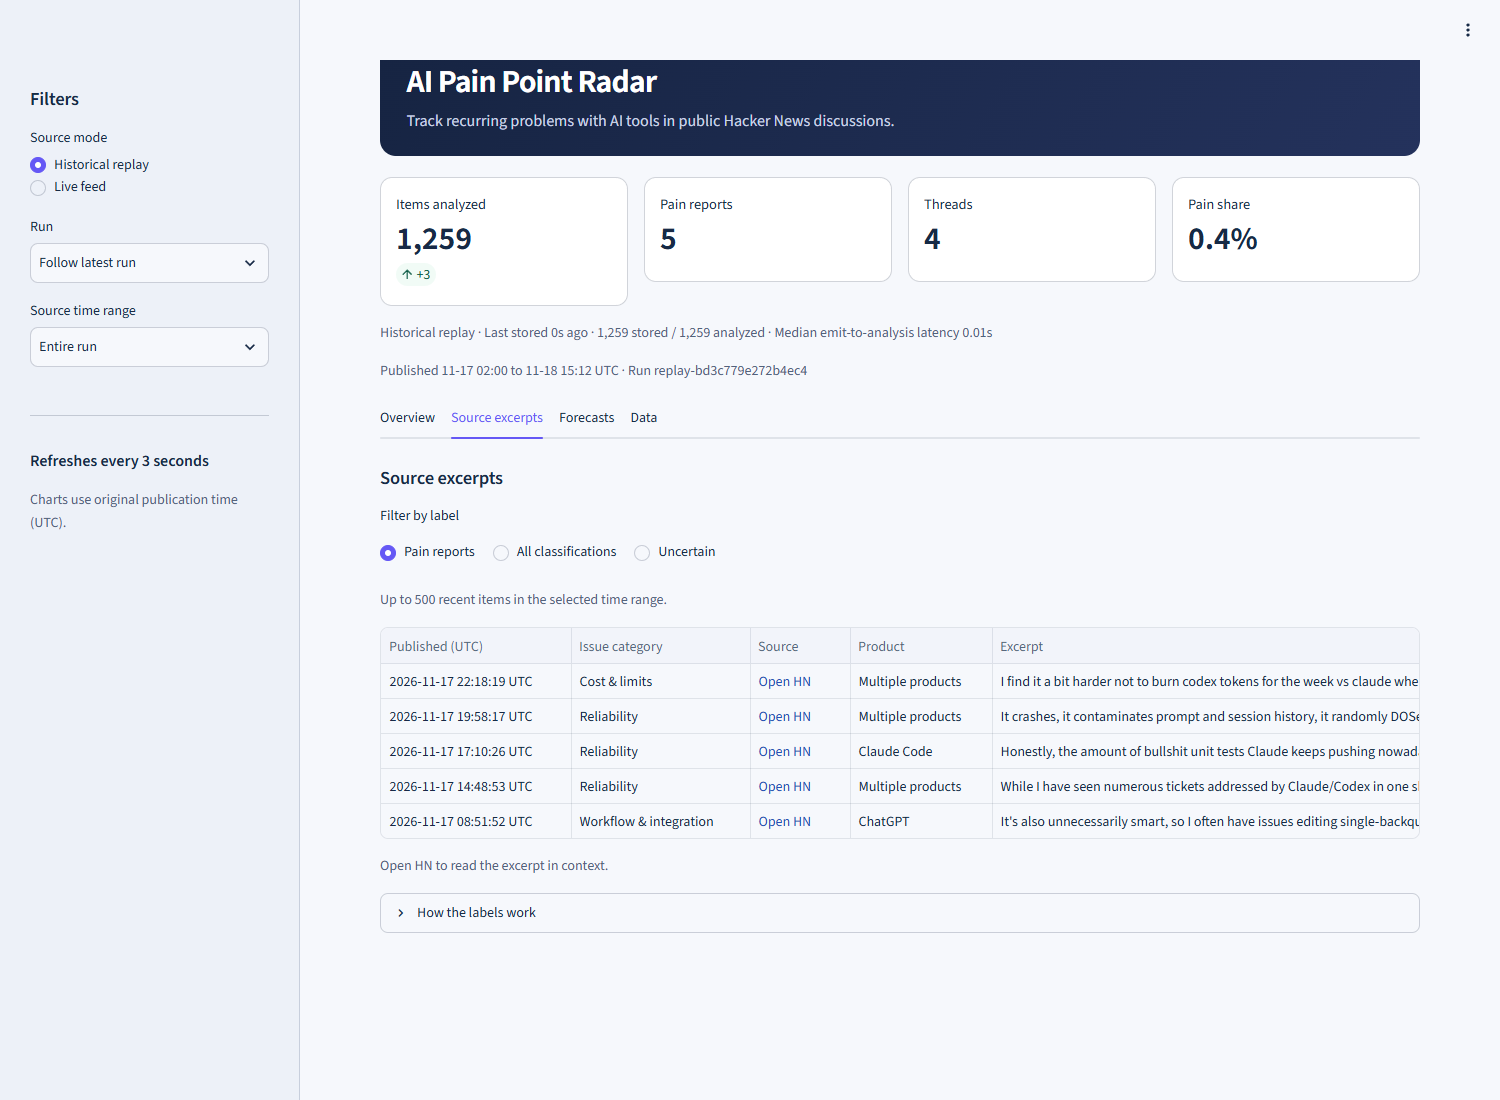 Filters
Source mode
Historical replay
Live feed
Run
Follow latest run
Source time range
Entire run
Refreshes every 3 seconds
Charts use original publication time
(UTC).
AI Pain Point Radar
Track recurring problems with AI tools in public Hacker News discussions.
Items analyzed
1,259
↑ +3
Pain reports
5
Threads
4
Pain share
0.4%
Historical replay · Last stored 0s ago · 1,259 stored / 1,259 analyzed · Median emit-to-analysis latency 0.01s
Published 11-17 02:00 to 11-18 15:12 UTC · Run replay-bd3c779e272b4ec4
Overview Source excerpts Forecasts Data
Source excerpts
Filter by label
Pain reports All classifications Uncertain
Up to 500 recent items in the selected time range.
Published (UTC) Issue category Source Product Excerpt
2026-11-17 22:18:19 UTC Cost & limits Open HN Multiple products I find it a bit harder not to burn codex tokens for the week vs claude whe
2026-11-17 19:58:17 UTC Reliability Open HN Multiple products It crashes, it contaminates prompt and session history, it randomly DOSe
2026-11-17 17:10:26 UTC Reliability Open HN Claude Code Honestly, the amount of bullshit unit tests Claude keeps pushing nowad
2026-11-17 14:48:53 UTC Reliability Open HN Multiple products While I have seen numerous tickets addressed by Claude/Codex in one s
2026-11-17 08:51:52 UTC Workflow & integration Open HN ChatGPT It's also unnecessarily smart, so I often have issues editing single-backqu
Open HN to read the excerpt in context.
How the labels work